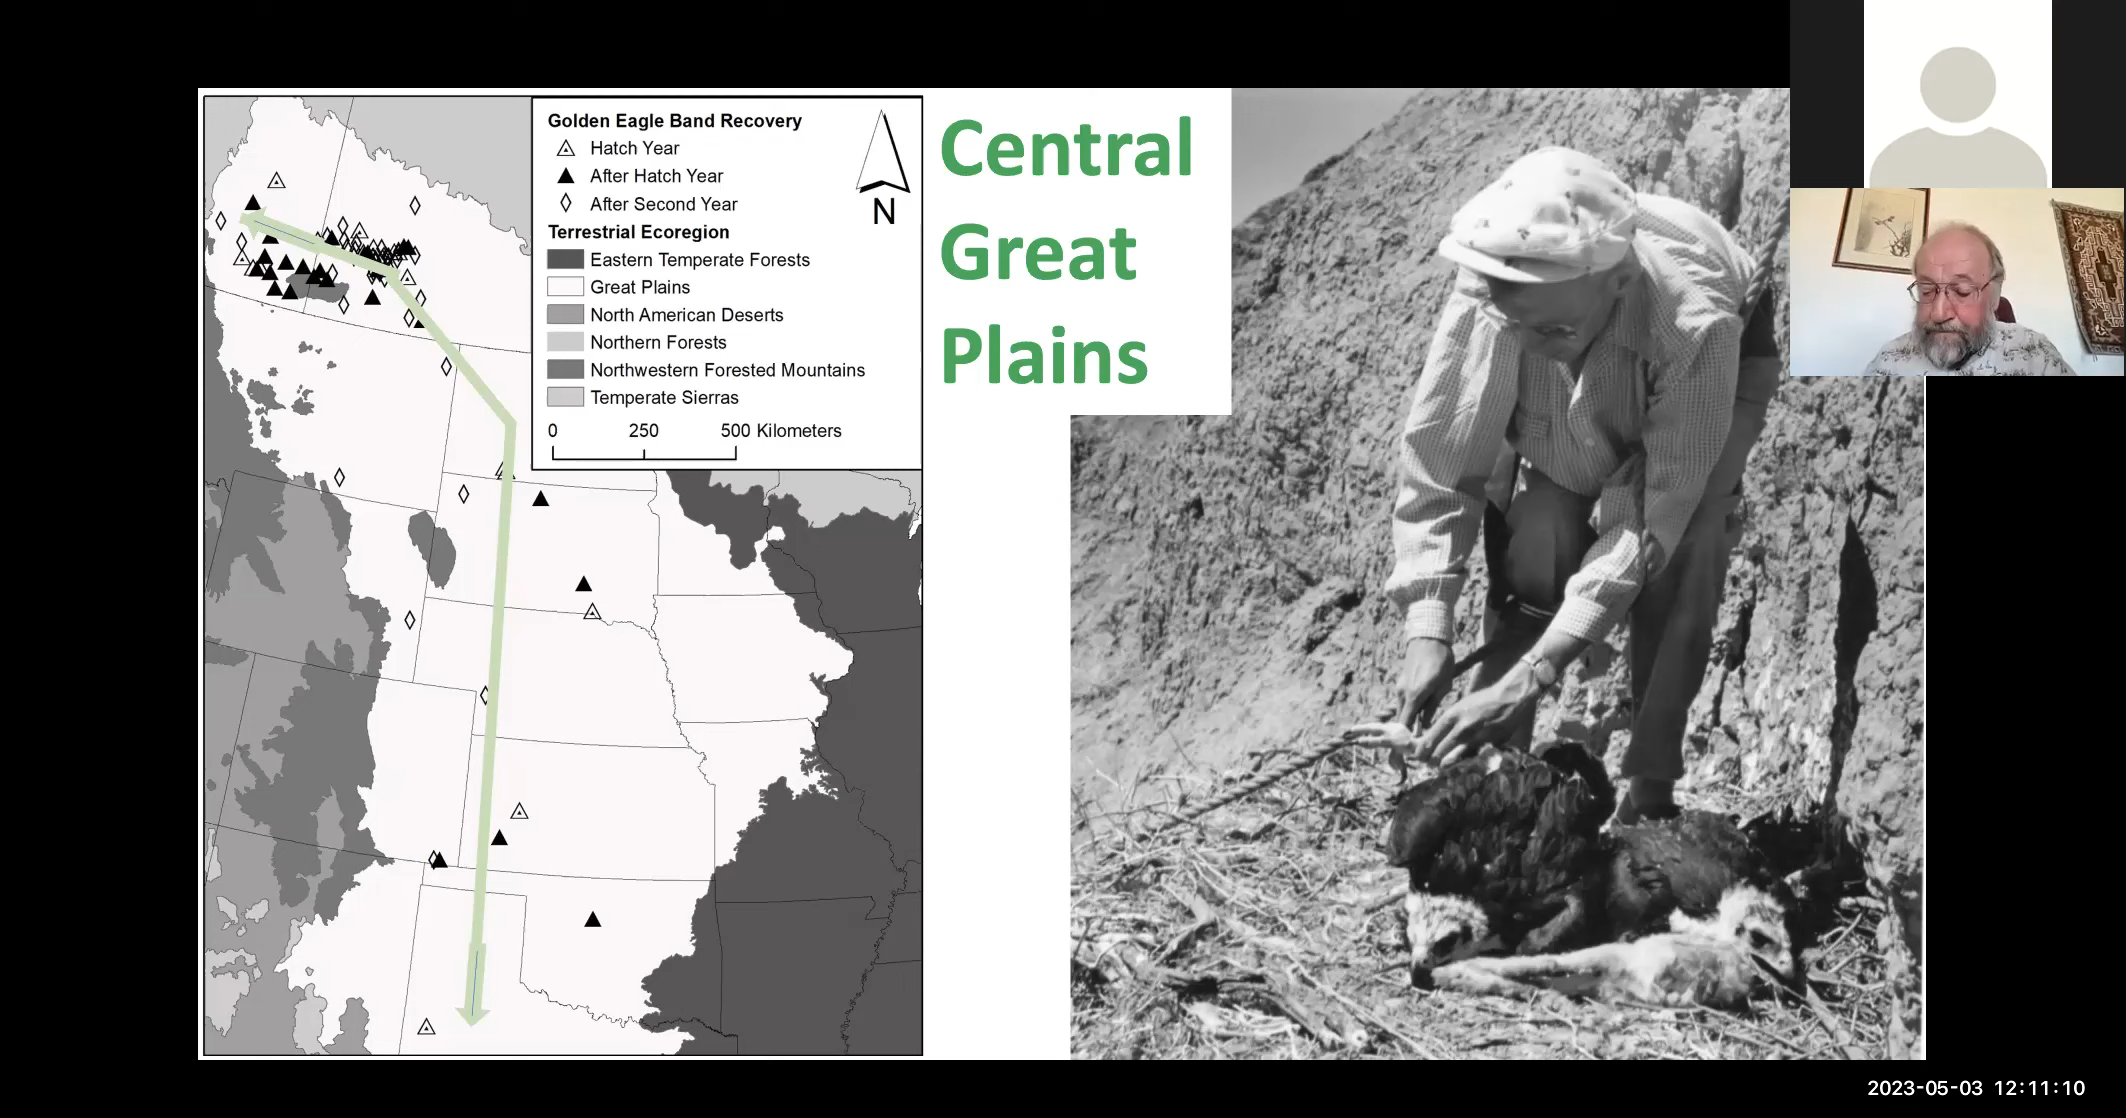 Golden Eagle Band Recovery
Hatch Year
After Hatch Year
After Second Year
Terrestrial Ecoregion
Eastern Temperate Forests
Great Plains
North American Deserts
Northern Forests
Northwestern Forested Mountains
Temperate Sierras
0 250 500 Kilometers
N
Central
Great
Plains
2023-05-03 12:11:10